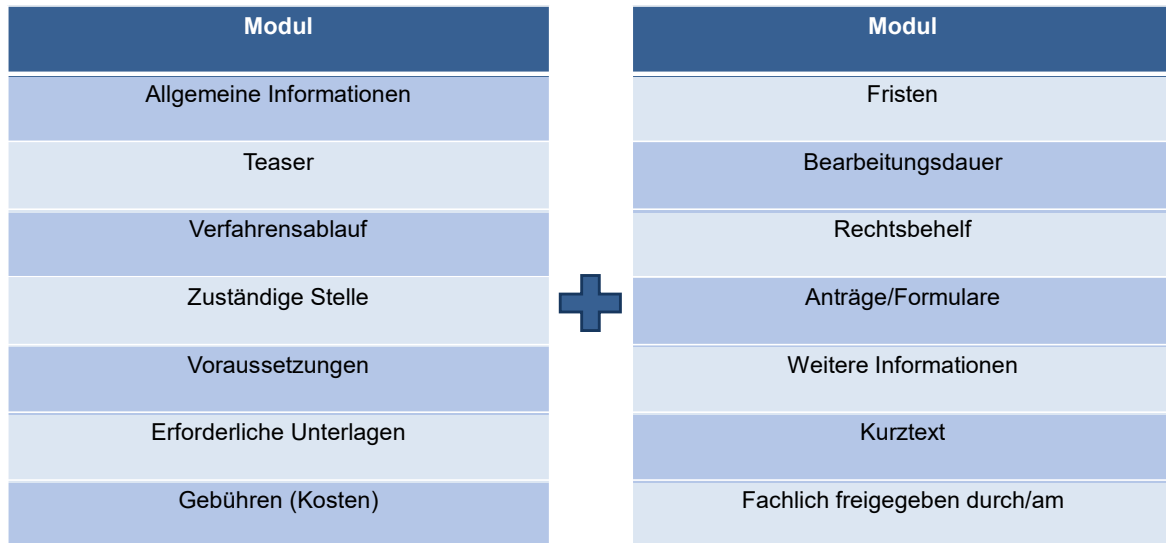 Modul
Allgemeine Informationen
Teaser
Verfahrensablauf
Zuständige Stelle
Voraussetzungen
Erforderliche Unterlagen
Gebühren (Kosten)
Modul
Fristen
Bearbeitungsdauer
Rechtsbehelf
Anträge/Formulare
Weitere Informationen
Kurztext
Fachlich freigegeben durch/am